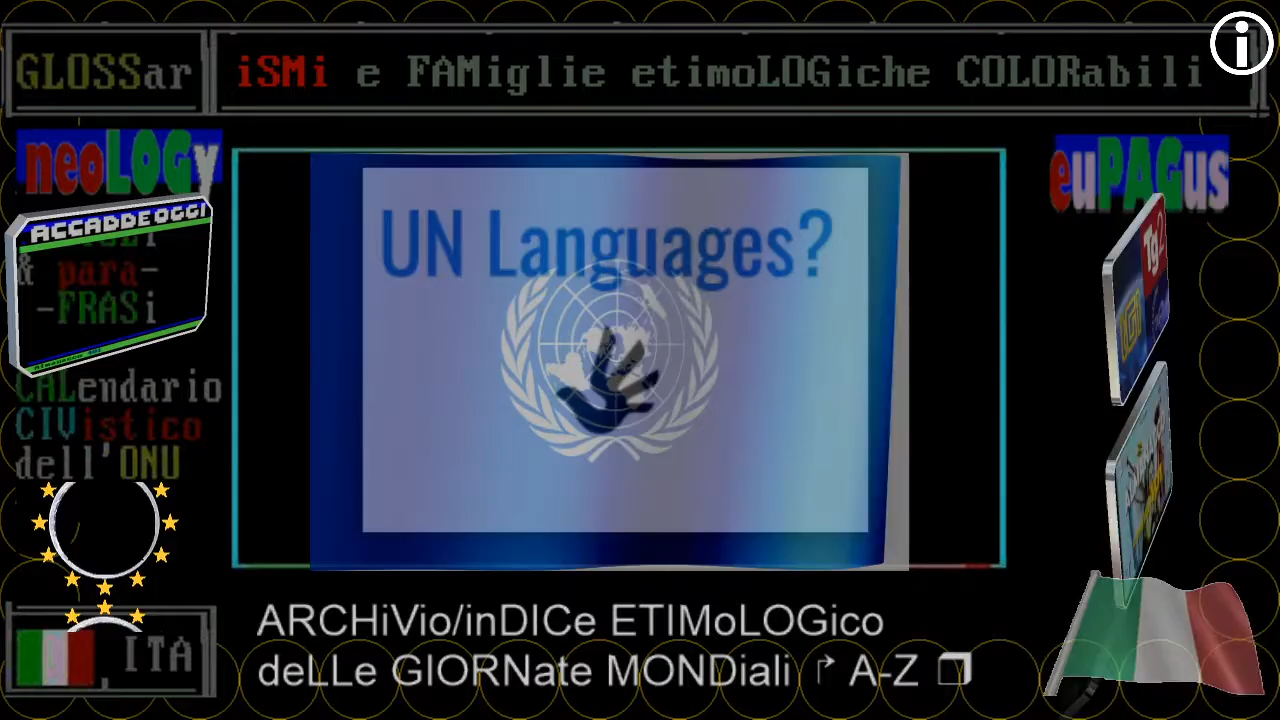 GLOSSar
iSMi e FAMiglie etimoLOGiche COLORabili
neoLOGy
euPAGus
ACCADDEOGGI
& para-
-FRASi
CALendario
CIVistico
dell'ONU
UN Languages?
Tg2
ITA
ARCHiVio/inDICe ETIMoLOGico
deLLe GIORNate MONDiali ↱ A-Z ❒